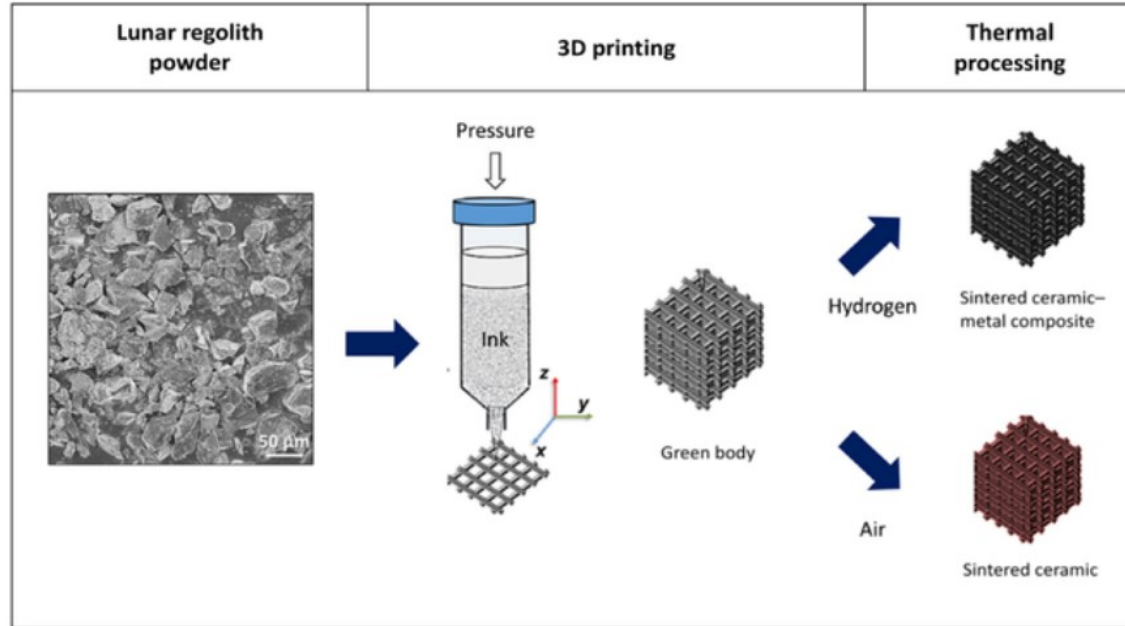 Lunar regolith
powder
3D printing
Thermal
processing
Pressure
Ink
50 µm
z
y
x
Green body
Hydrogen
Air
Sintered ceramic–
metal composite
Sintered ceramic